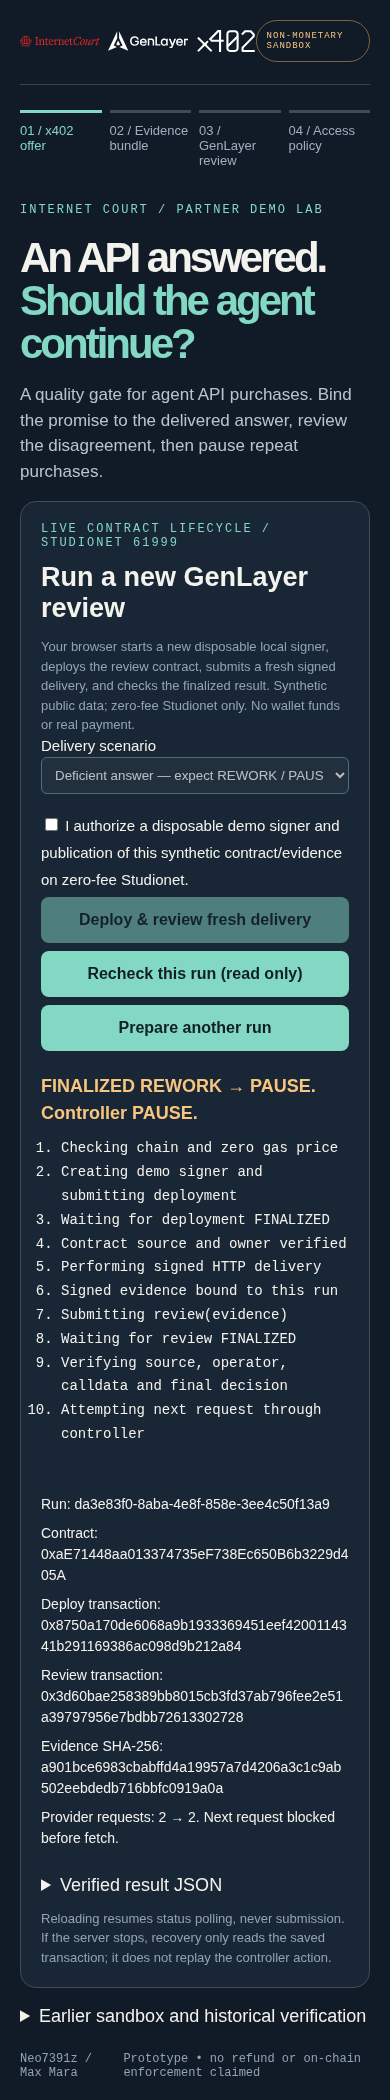 InternetCourt GenLayer x402 NON-MONETARY
SANDBOX
01 / x402
offer
02 / Evidence
bundle
03 /
GenLayer
review
04 / Access
policy
INTERNET COURT / PARTNER DEMO LAB
An API answered.
Should the agent
continue?
A quality gate for agent API purchases. Bind
the promise to the delivered answer, review
the disagreement, then pause repeat
purchases.
LIVE CONTRACT LIFECYCLE /
STUDIONET 61999
Run a new GenLayer
review
Your browser starts a new disposable local signer,
deploys the review contract, submits a fresh signed
delivery, and checks the finalized result. Synthetic
public data; zero-fee Studionet only. No wallet funds
or real payment.
Delivery scenario
Deficient answer — expect REWORK / PAUS
I authorize a disposable demo signer and
publication of this synthetic contract/evidence
on zero-fee Studionet.
Deploy & review fresh delivery
Recheck this run (read only)
Prepare another run
FINALIZED REWORK → PAUSE.
Controller PAUSE.
1. Checking chain and zero gas price
2. Creating demo signer and
submitting deployment
3. Waiting for deployment FINALIZED
4. Contract source and owner verified
5. Performing signed HTTP delivery
6. Signed evidence bound to this run
7. Submitting review(evidence)
8. Waiting for review FINALIZED
9. Verifying source, operator,
calldata and final decision
10. Attempting next request through
controller
Run: da3e83f0-8aba-4e8f-858e-3ee4c50f13a9
Contract:
0xaE71448aa013374735eF738Ec650B6b3229d4
05A
Deploy transaction:
0x8750a170de6068a9b1933369451eef42001143
41b291169386ac098d9b212a84
Review transaction:
0x3d60bae258389bb8015cb3fd37ab796fee2e51
a39797956e7bdbb72613302728
Evidence SHA-256:
a901bce6983cbabffd4a19957a7d4206a3c1c9ab
502eebdedb716bbfc0919a0a
Provider requests: 2 → 2. Next request blocked
before fetch.
Verified result JSON
Reloading resumes status polling, never submission.
If the server stops, recovery only reads the saved
transaction; it does not replay the controller action.
Earlier sandbox and historical verification
Neo7391z /
Max Mara
Prototype • no refund or on-chain
enforcement claimed